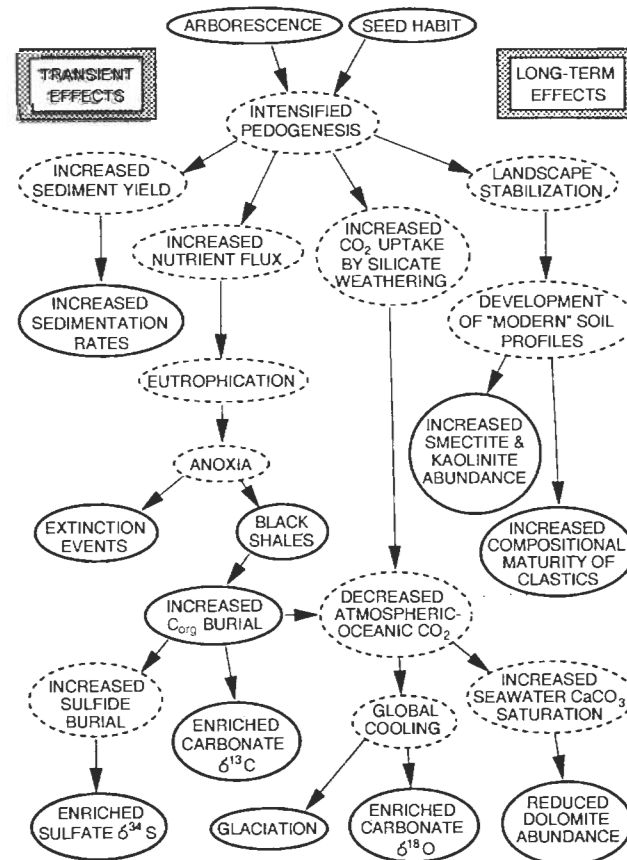 ARBORESCENCE
SEED HABIT
TRANSIENT
EFFECTS
LONG-TERM
EFFECTS
INTENSIFIED
PEDOGENESIS
INCREASED
SEDIMENT YIELD
LANDSCAPE
STABILIZATION
INCREASED
NUTRIENT FLUX
INCREASED
CO₂ UPTAKE
BY SILICATE
WEATHERING
INCREASED
SEDIMENTATION
RATES
DEVELOPMENT
OF "MODERN" SOIL
PROFILES
EUTROPHICATION
INCREASED
SMECTITE &
KAOLINITE
ABUNDANCE
ANOXIA
EXTINCTION
EVENTS
BLACK
SHALES
INCREASED
COMPOSITIONAL
MATURITY OF
CLASTICS
INCREASED
Corg BURIAL
DECREASED
ATMOSPHERIC-
OCEANIC CO₂
INCREASED
SULFIDE
BURIAL
ENRICHED
CARBONATE
δ¹³C
GLOBAL
COOLING
INCREASED
SEAWATER CaCO₃
SATURATION
ENRICHED
SULFATE δ³⁴S
GLACIATION
ENRICHED
CARBONATE
δ¹⁸O
REDUCED
DOLOMITE
ABUNDANCE